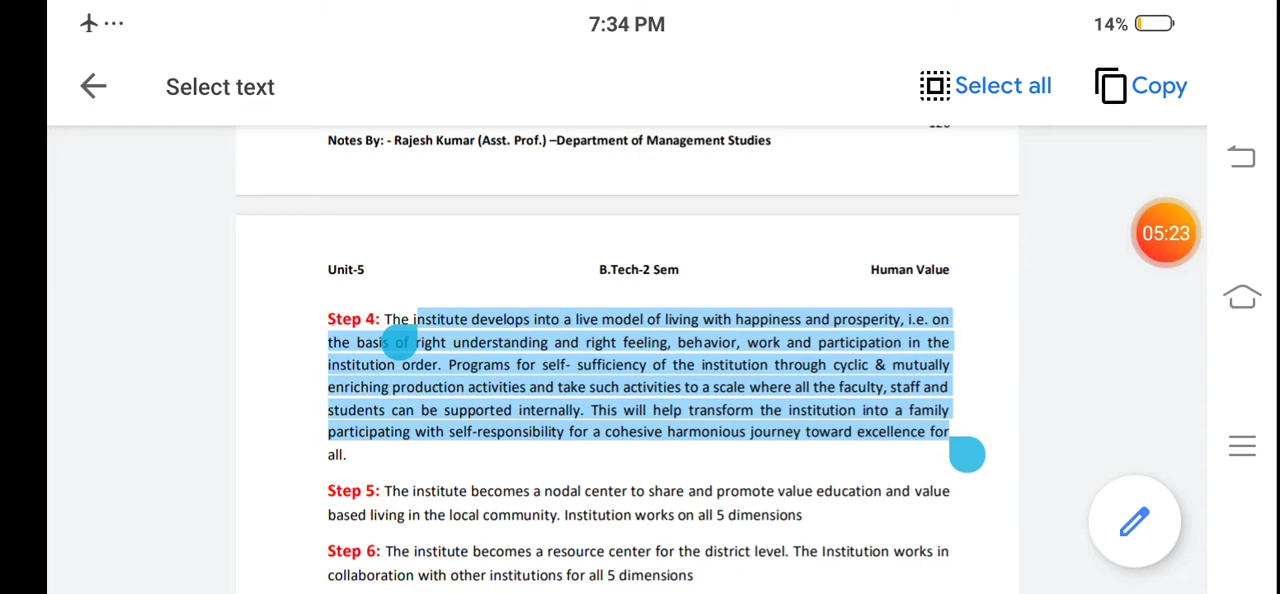 7:34 PM
14%
Select text
Select all
Copy
Notes By: - Rajesh Kumar (Asst. Prof.) –Department of Management Studies
05:23
Unit-5 B.Tech-2 Sem Human Value
Step 4: The institute develops into a live model of living with happiness and prosperity, i.e. on
the basis of right understanding and right feeling, behavior, work and participation in the
institution order. Programs for self- sufficiency of the institution through cyclic & mutually
enriching production activities and take such activities to a scale where all the faculty, staff and
students can be supported internally. This will help transform the institution into a family
participating with self-responsibility for a cohesive harmonious journey toward excellence for
all.
Step 5: The institute becomes a nodal center to share and promote value education and value
based living in the local community. Institution works on all 5 dimensions
Step 6: The institute becomes a resource center for the district level. The Institution works in
collaboration with other institutions for all 5 dimensions